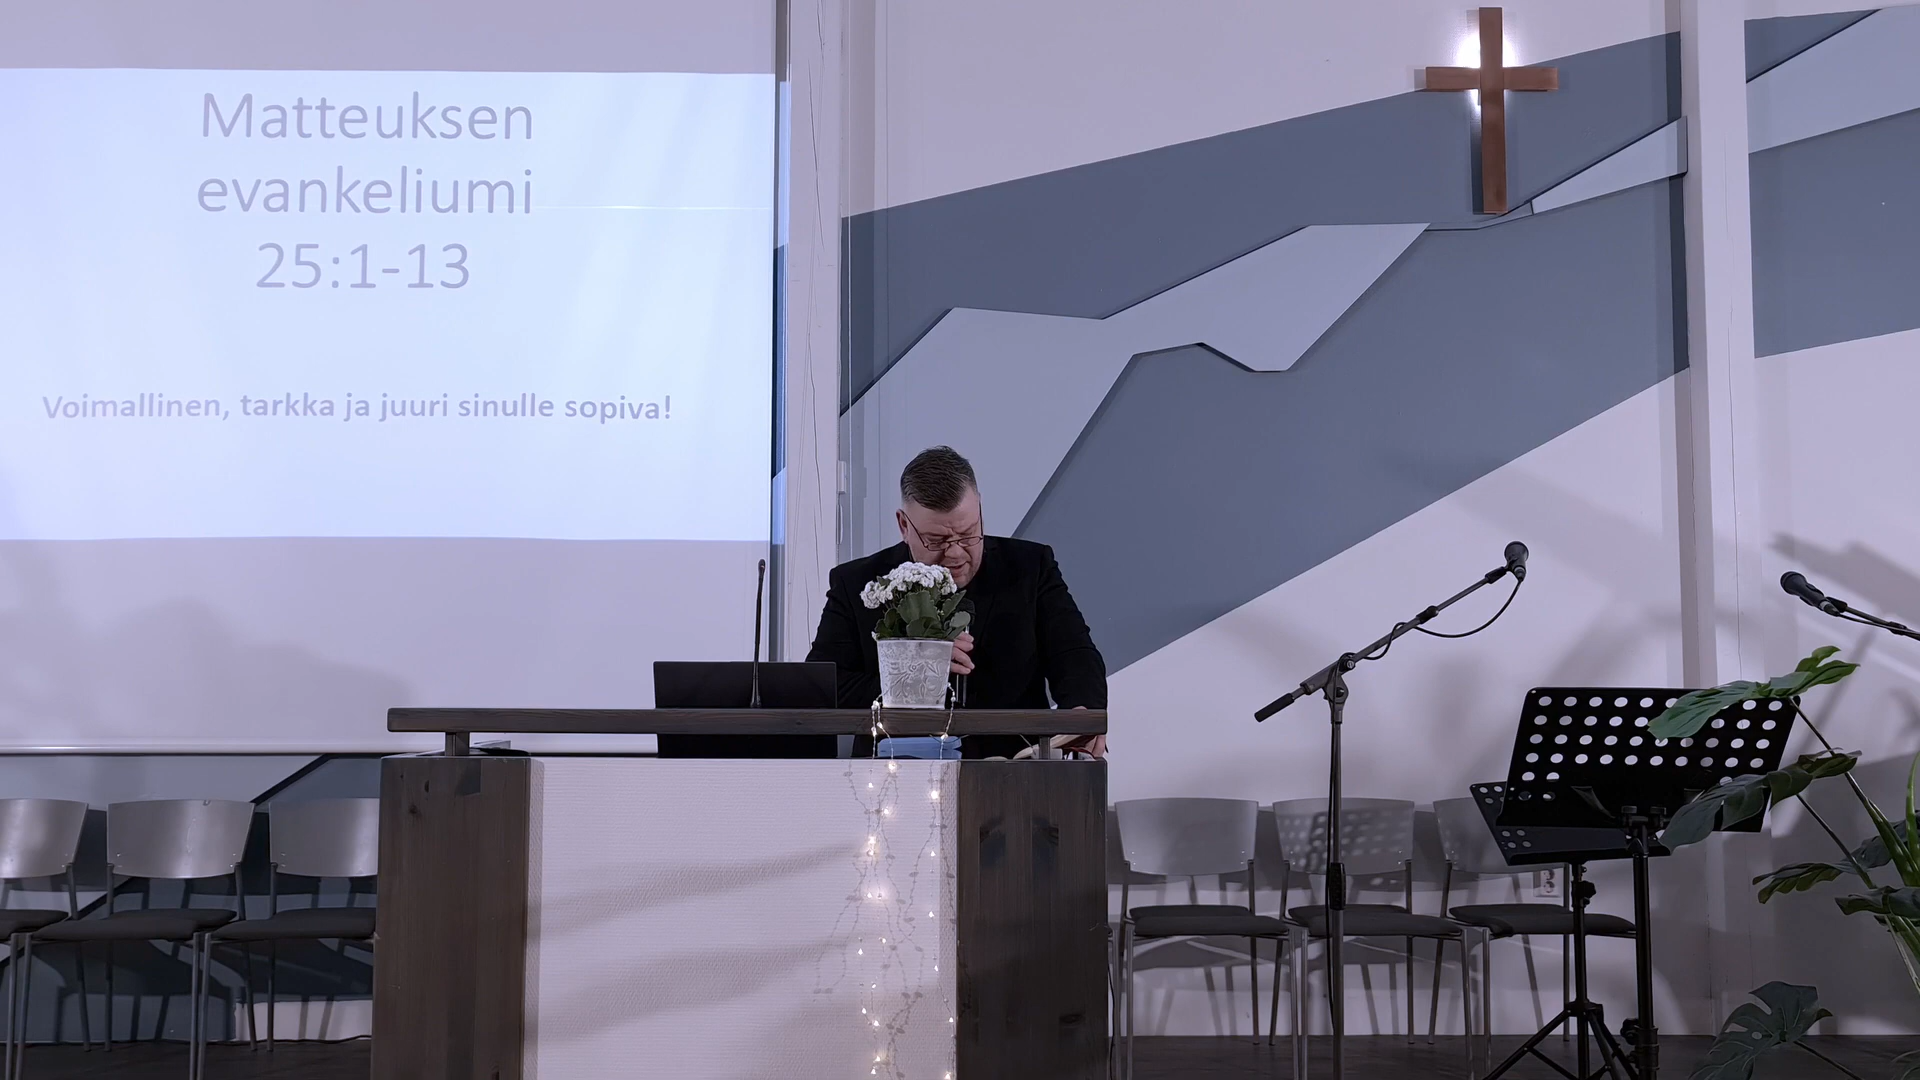 Matteuksen
evankeliumi
25:1-13
Voimallinen, tarkka ja juuri sinulle sopiva!